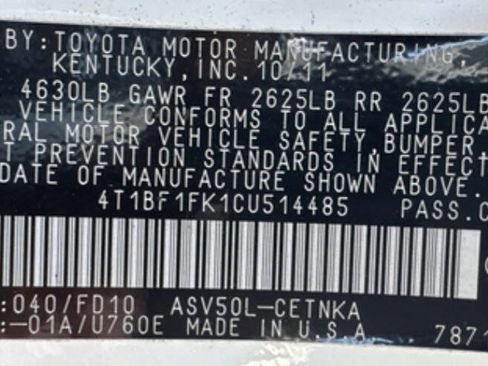 BY: TOYOTA MOTOR MANUFACTURING,
KENTUCKY, INC. 10/11
4630LB GAWR FR 2625LB RR 2625LB
VEHICLE CONFORMS TO ALL APPLICA
RAL MOTOR VEHICLE SAFETY, BUMPER
T PREVENTION STANDARDS IN EFFECT
DATE OF MANUFACTURE SHOWN ABOVE.
4T1BF1FK1CU514485 PASS.C
:040/FD10 ASV50L-CETNKA
:-01A/U760E MADE IN U.S.A. 7871